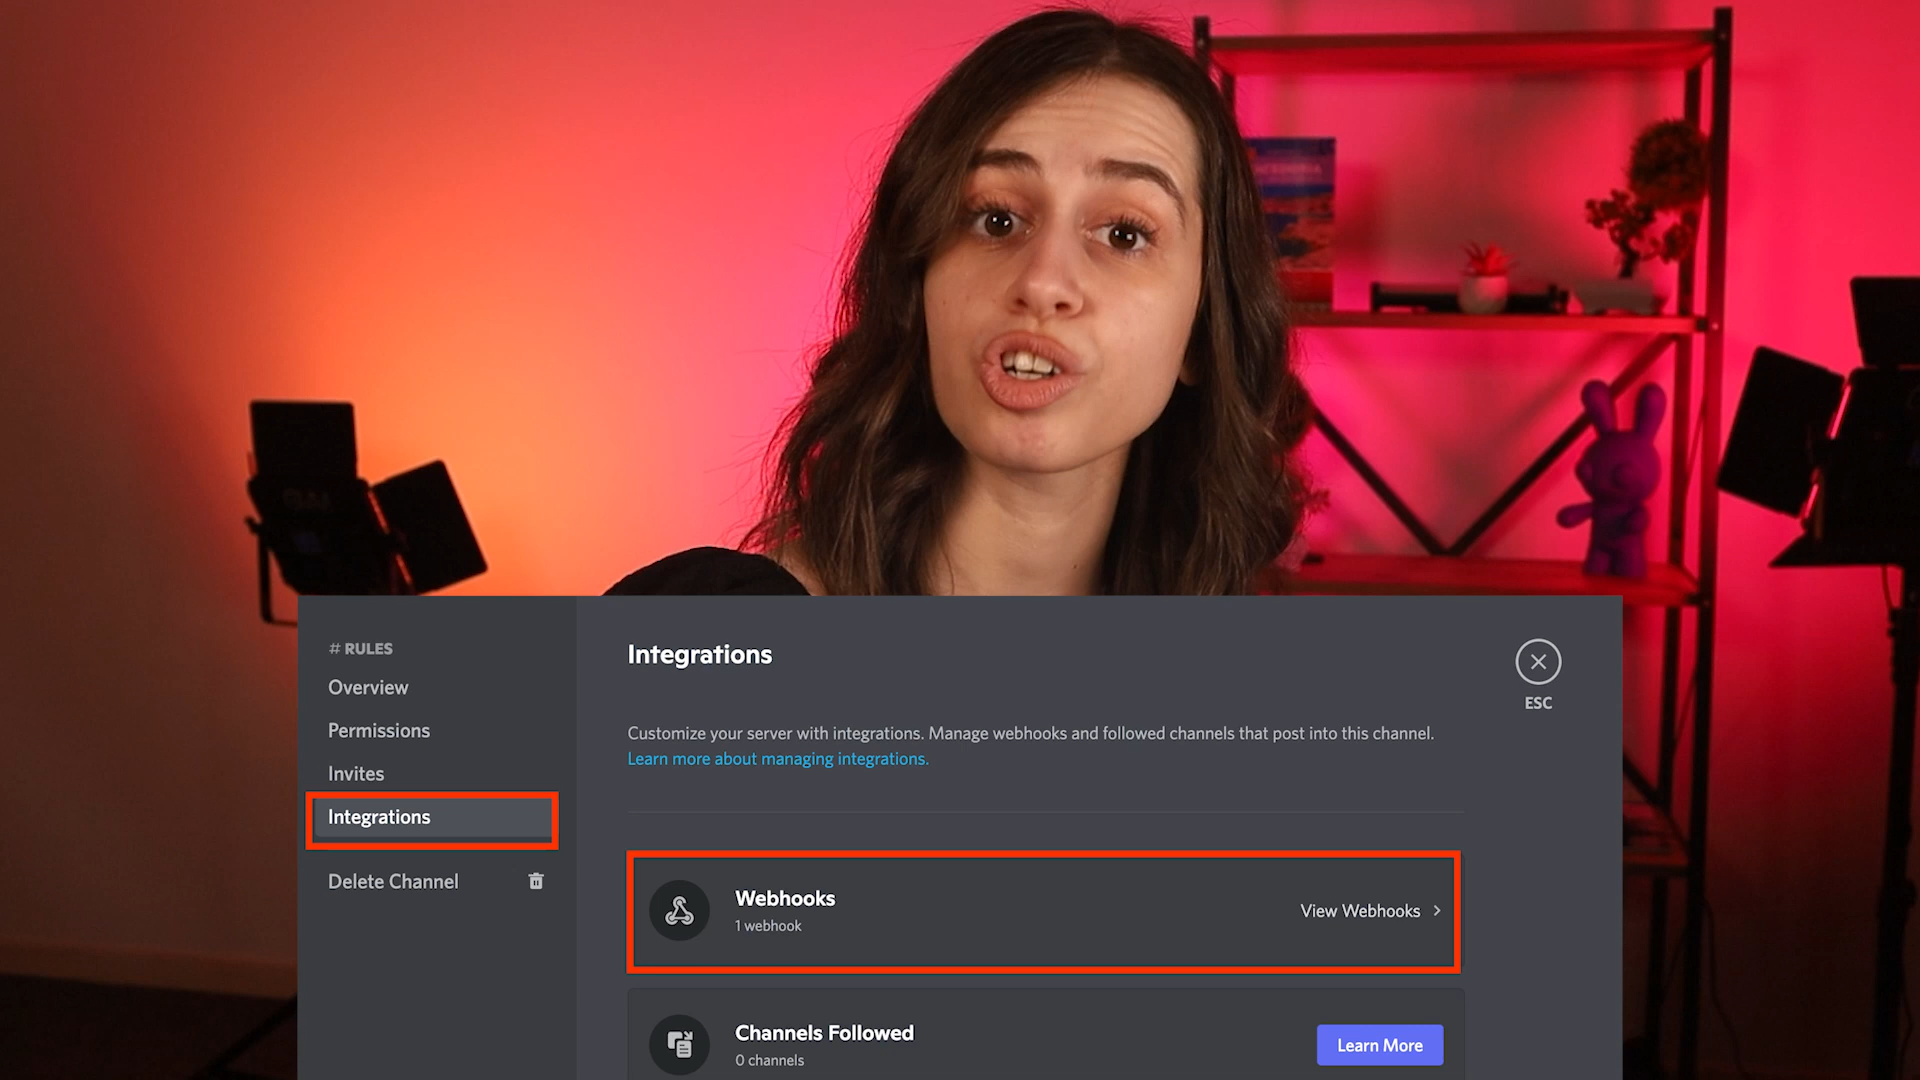 # RULES
Overview
Permissions
Invites
Integrations
Delete Channel
Integrations
ESC
Customize your server with integrations. Manage webhooks and followed channels that post into this channel.
Learn more about managing integrations.
Webhooks
1 webhook
View Webhooks
Channels Followed
0 channels
Learn More